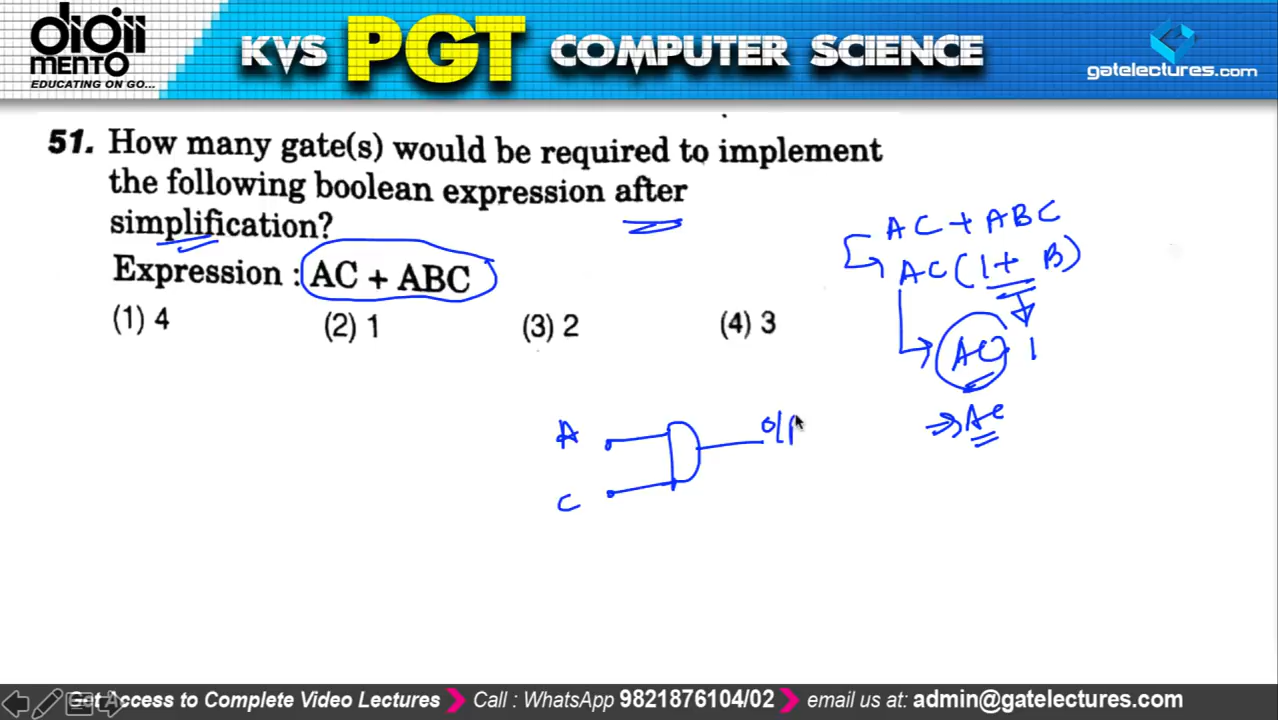 digii
MENTO
EDUCATING ON GO...
KVS PGT COMPUTER SCIENCE
gatelectures.com
51. How many gate(s) would be required to implement
the following boolean expression after
simplification?
Expression : AC + ABC
(1) 4 (2) 1 (3) 2 (4) 3
AC + ABC
AC (1 + B)
AC 1
⇒ AC
A
o/p
C
Get Access to Complete Video Lectures Call : WhatsApp 9821876104/02 email us at: admin@gatelectures.com